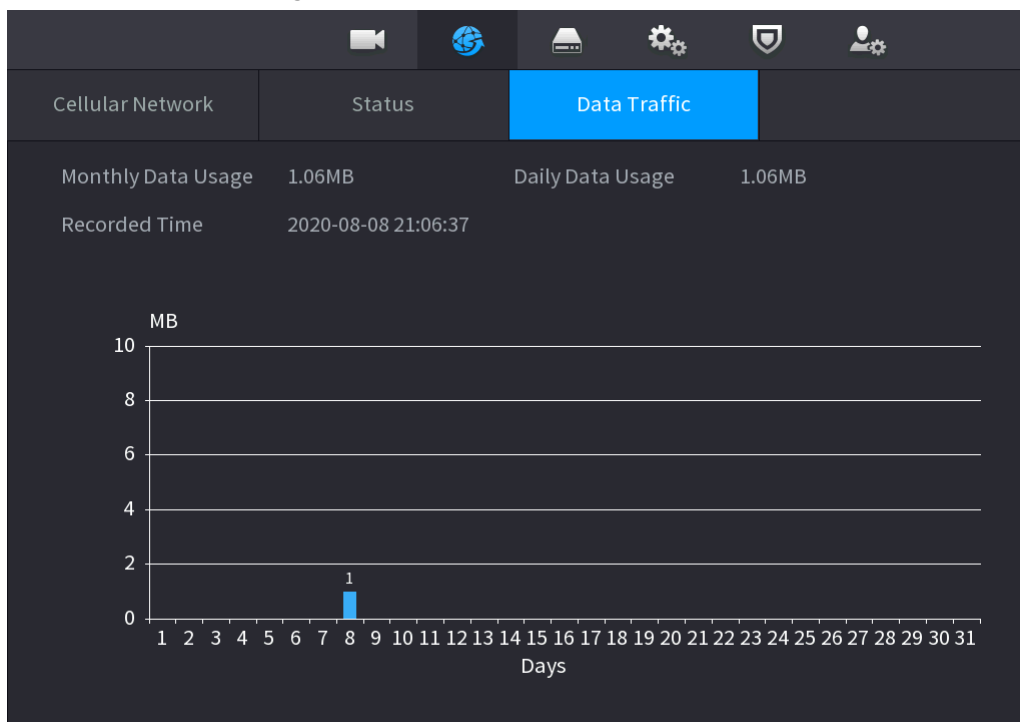 Cellular Network Status Data Traffic
Monthly Data Usage 1.06MB Daily Data Usage 1.06MB
Recorded Time 2020-08-08 21:06:37
MB
10
8
6
4
2
1
0
1 2 3 4 5 6 7 8 9 10 11 12 13 14 15 16 17 18 19 20 21 22 23 24 25 26 27 28 29 30 31
Days